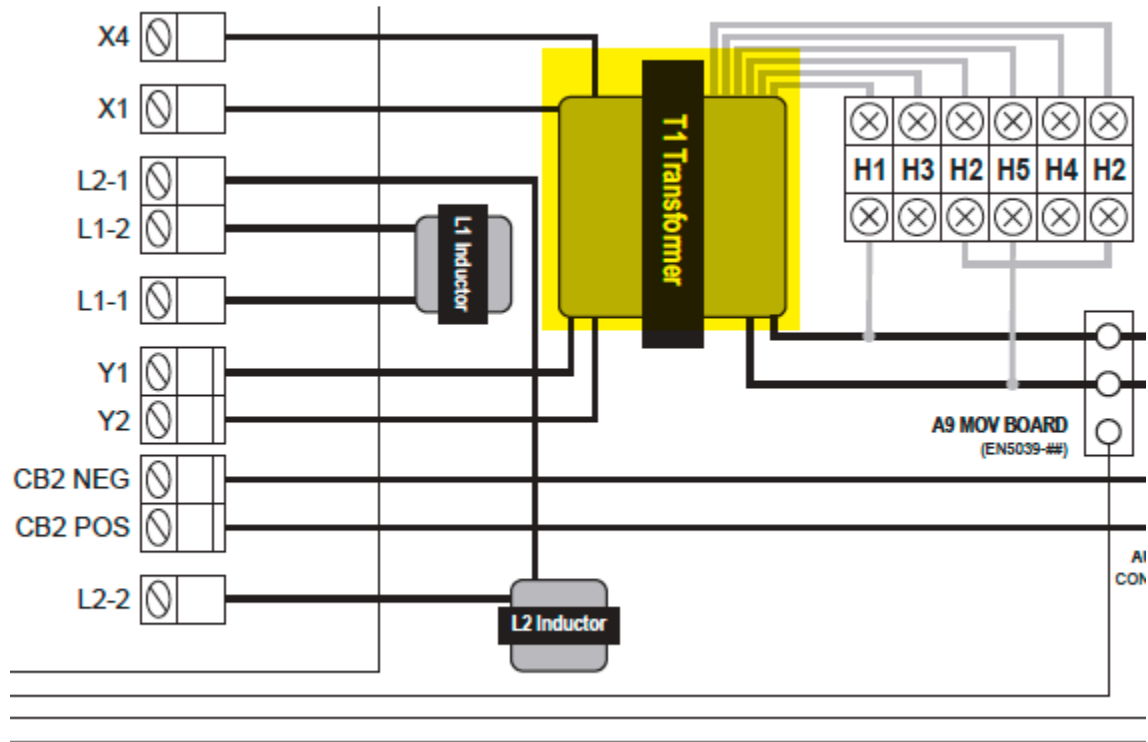 X4
X1
L2-1
L1-2
L1-1
Y1
Y2
CB2 NEG
CB2 POS
L2-2
T1 Transformer
L1 Inductor
L2 Inductor
H1 H3 H2 H5 H4 H2
A9 MOV BOARD
(EN5039-##)